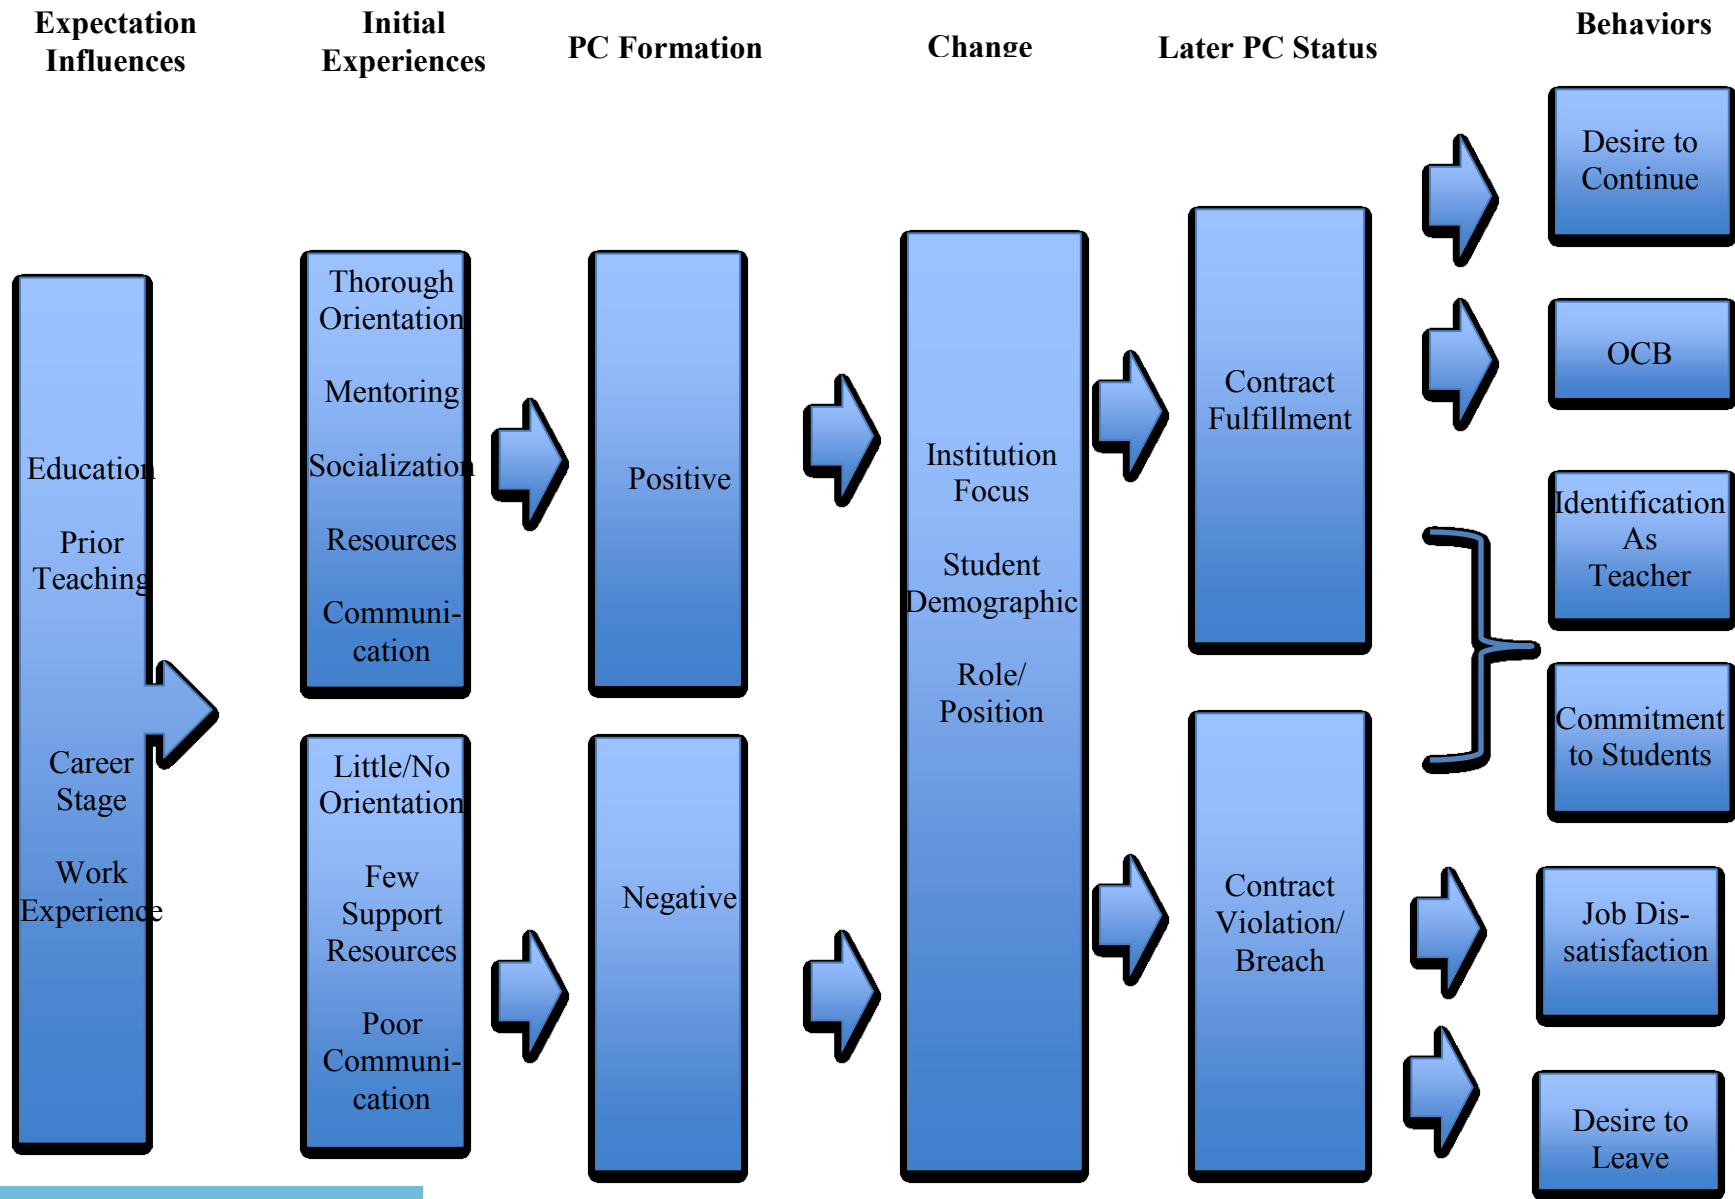 Expectation
Influences
Initial
Experiences
PC Formation
Change
Later PC Status
Behaviors
Education
Prior
Teaching
Career
Stage
Work
Experience
Thorough
Orientation
Mentoring
Socialization
Resources
Communi-
cation
Little/No
Orientation
Few
Support
Resources
Poor
Communi-
cation
Positive
Negative
Institution
Focus
Student
Demographic
Role/
Position
Contract
Fulfillment
Contract
Violation/
Breach
Desire to
Continue
OCB
Identification
As
Teacher
Commitment
to Students
Job Dis-
satisfaction
Desire to
Leave